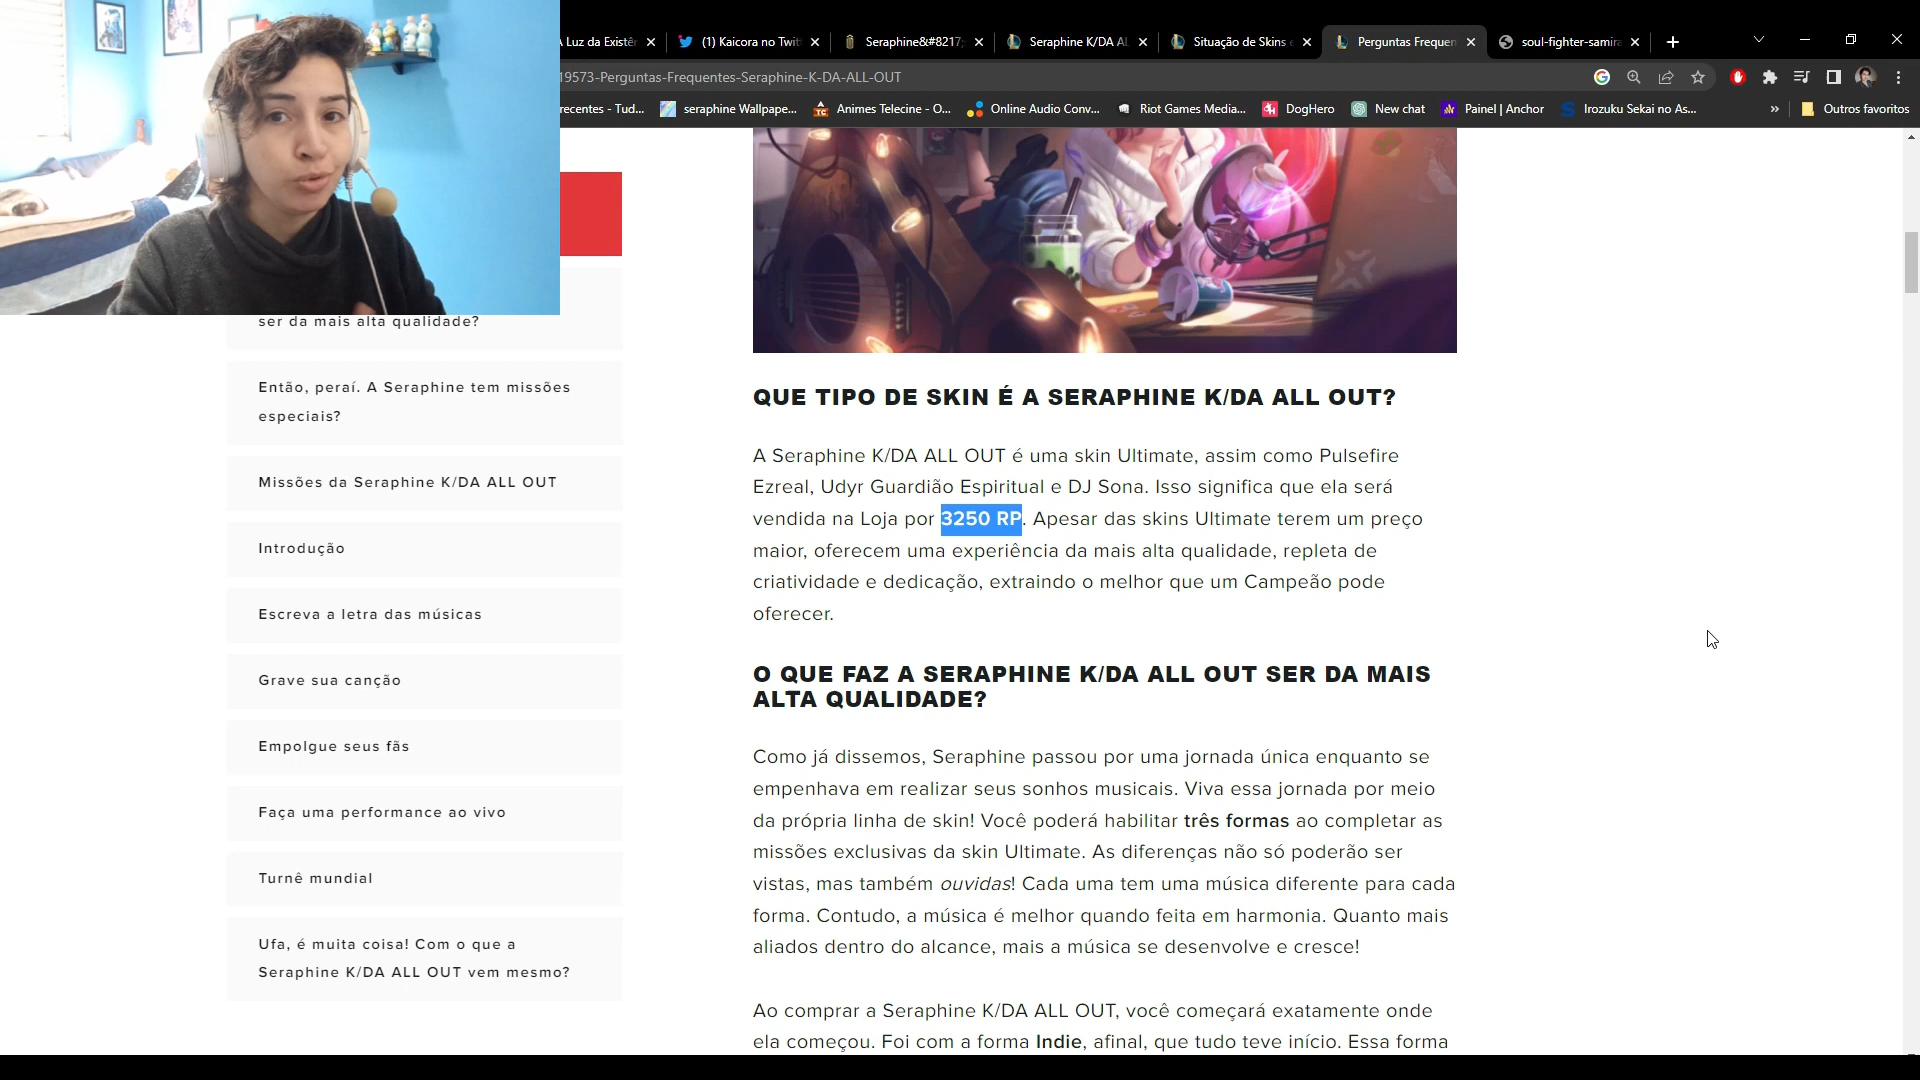 A Luz da Existên
(1) Kaicora no Twit
Seraphine&#8217;
Seraphine K/DA AL
Situação de Skins e
Perguntas Frequen
soul-fighter-samira
19573-Perguntas-Frequentes-Seraphine-K-DA-ALL-OUT
recentes - Tud...
seraphine Wallpape...
Animes Telecine - O...
Online Audio Conv...
Riot Games Media...
DogHero
New chat
Painel | Anchor
Irozuku Sekai no As...
»
Outros favoritos
ser da mais alta qualidade?
Então, peraí. A Seraphine tem missões
especiais?
Missões da Seraphine K/DA ALL OUT
Introdução
Escreva a letra das músicas
Grave sua canção
Empolgue seus fãs
Faça uma performance ao vivo
Turnê mundial
Ufa, é muita coisa! Com o que a
Seraphine K/DA ALL OUT vem mesmo?
QUE TIPO DE SKIN É A SERAPHINE K/DA ALL OUT?
A Seraphine K/DA ALL OUT é uma skin Ultimate, assim como Pulsefire
Ezreal, Udyr Guardião Espiritual e DJ Sona. Isso significa que ela será
vendida na Loja por 3250 RP. Apesar das skins Ultimate terem um preço
maior, oferecem uma experiência da mais alta qualidade, repleta de
criatividade e dedicação, extraindo o melhor que um Campeão pode
oferecer.
O QUE FAZ A SERAPHINE K/DA ALL OUT SER DA MAIS
ALTA QUALIDADE?
Como já dissemos, Seraphine passou por uma jornada única enquanto se
empenhava em realizar seus sonhos musicais. Viva essa jornada por meio
da própria linha de skin! Você poderá habilitar três formas ao completar as
missões exclusivas da skin Ultimate. As diferenças não só poderão ser
vistas, mas também ouvidas! Cada uma tem uma música diferente para cada
forma. Contudo, a música é melhor quando feita em harmonia. Quanto mais
aliados dentro do alcance, mais a música se desenvolve e cresce!
Ao comprar a Seraphine K/DA ALL OUT, você começará exatamente onde
ela começou. Foi com a forma Indie, afinal, que tudo teve início. Essa forma